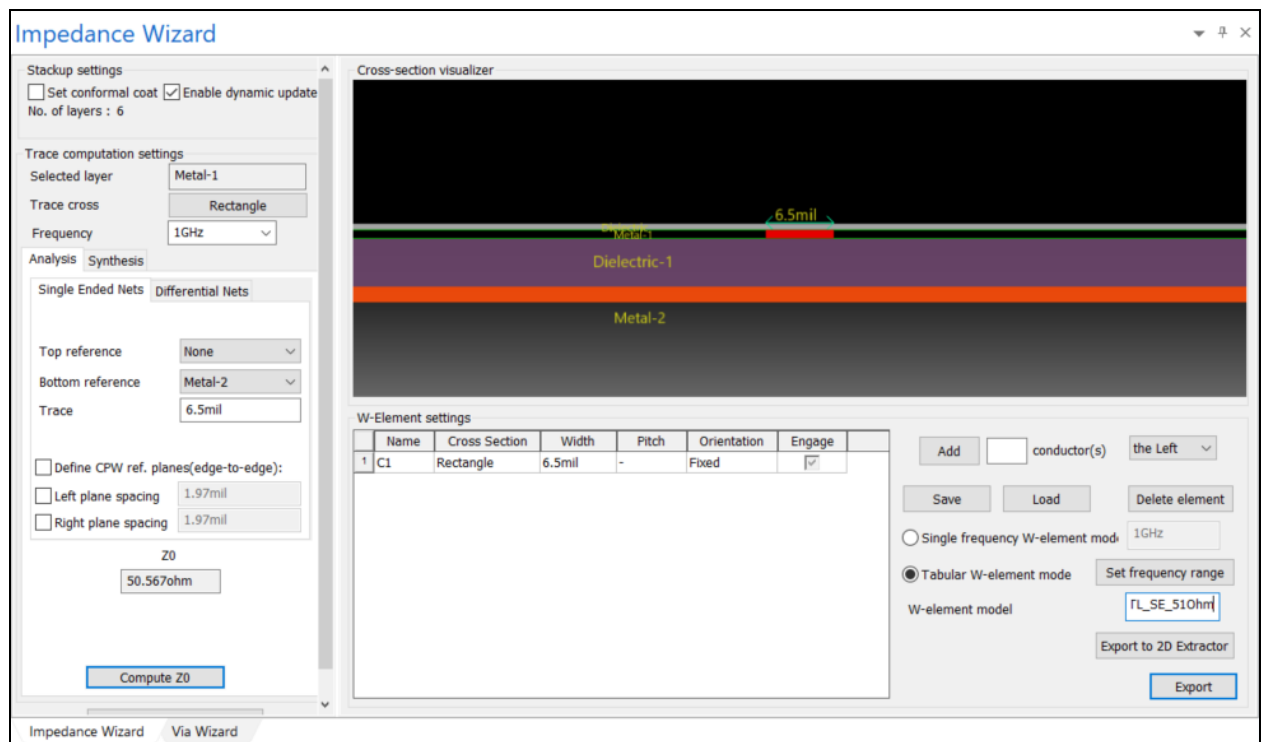 Impedance Wizard
Stackup settings
Set conformal coat Enable dynamic update
No. of layers : 6
Trace computation settings
Selected layer Metal-1
Trace cross Rectangle
Frequency 1GHz
Analysis Synthesis
Single Ended Nets Differential Nets
Top reference None
Bottom reference Metal-2
Trace 6.5mil
Define CPW ref. planes(edge-to-edge):
Left plane spacing 1.97mil
Right plane spacing 1.97mil
Z0
50.567ohm
Compute Z0
Cross-section visualizer
6.5mil
Metal-1
Dielectric-1
Metal-2
W-Element settings
Name Cross Section Width Pitch Orientation Engage
1 C1 Rectangle 6.5mil - Fixed
Add conductor(s) the Left
Save Load Delete element
Single frequency W-element mod 1GHz
Tabular W-element mode Set frequency range
W-element model TL_SE_51Ohm
Export to 2D Extractor
Export
Impedance Wizard Via Wizard